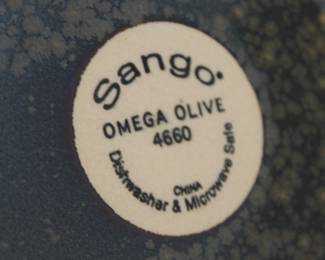 Sango.
OMEGA OLIVE
4660
CHINA
Dishwasher & Microwave Safe